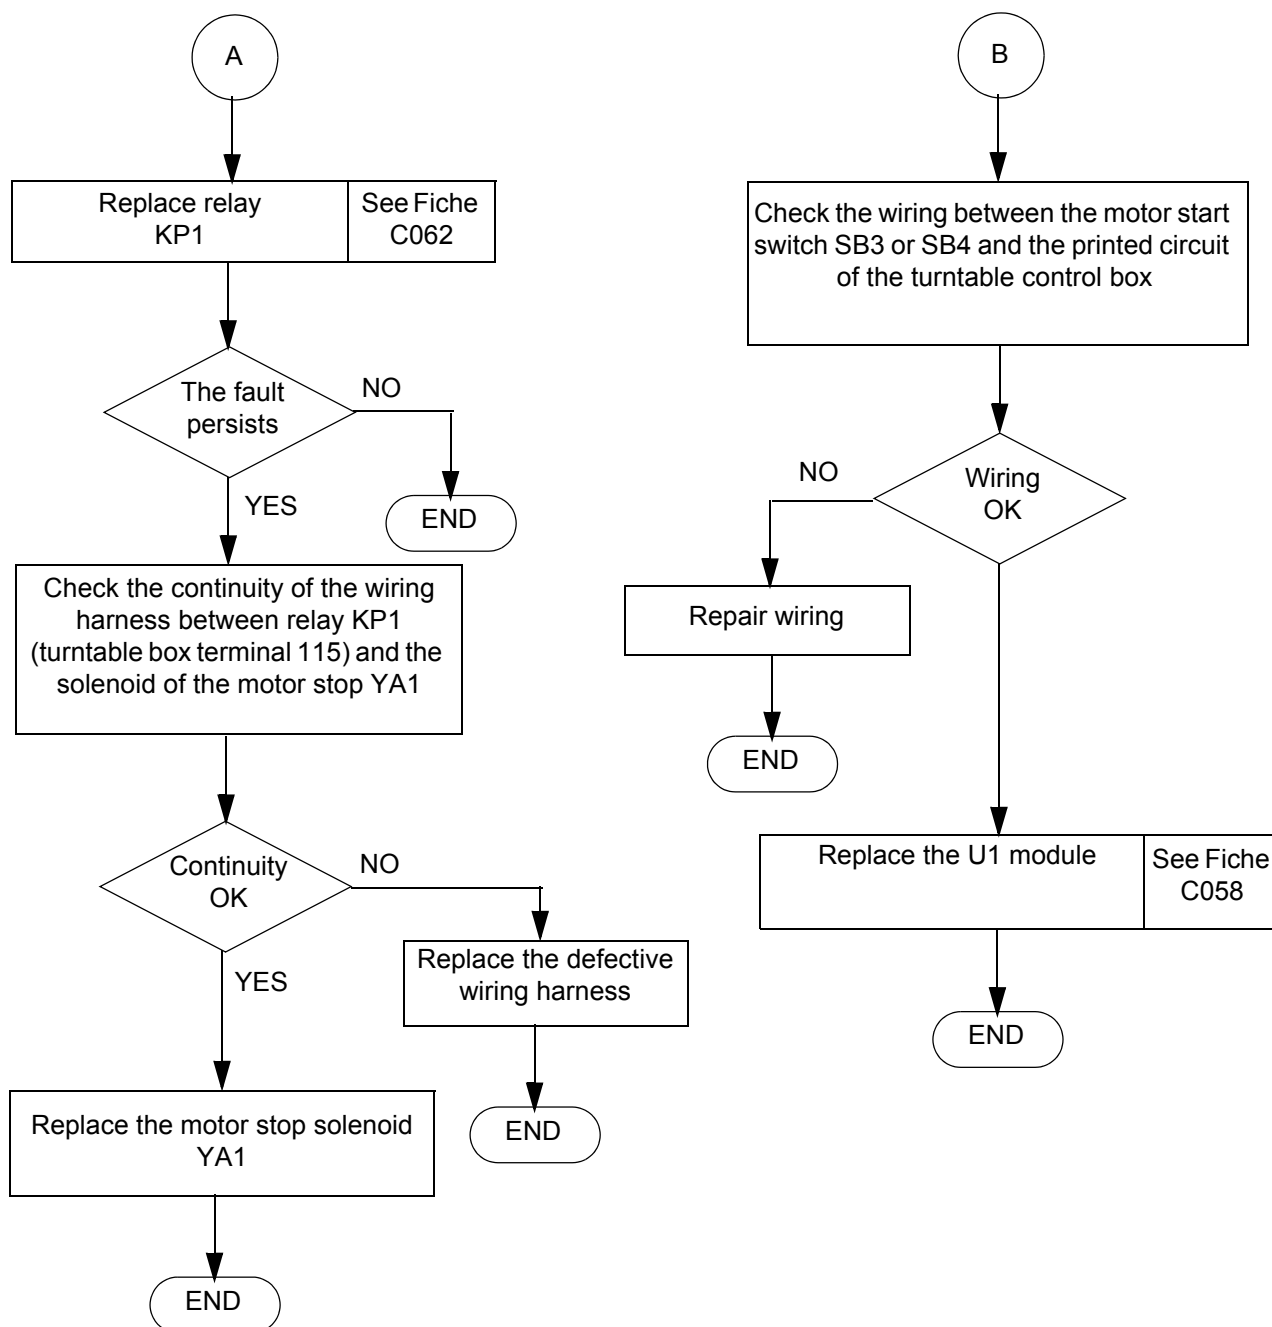 A
Replace relay
KP1
See Fiche
C062
The fault
persists
NO
YES
END
Check the continuity of the wiring
harness between relay KP1
(turntable box terminal 115) and the
solenoid of the motor stop YA1
Continuity
OK
NO
YES
Replace the defective
wiring harness
END
Replace the motor stop solenoid
YA1
END
B
Check the wiring between the motor start
switch SB3 or SB4 and the printed circuit
of the turntable control box
Wiring
OK
NO
Repair wiring
END
Replace the U1 module
See Fiche
C058
END